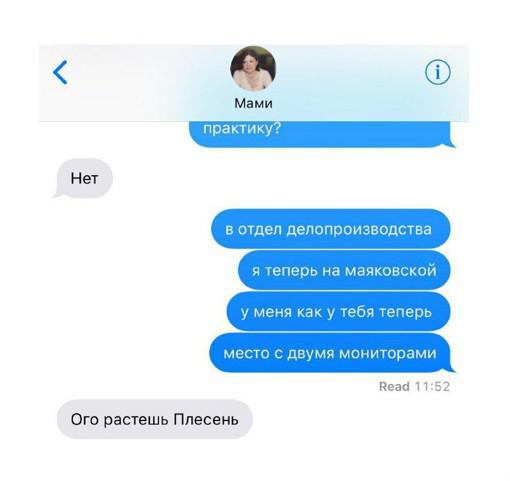 Мами
практику?
Нет
в отдел делопроизводства
я теперь на маяковской
у меня как у тебя теперь
место с двумя мониторами
Read 11:52
Ого растешь Плесень